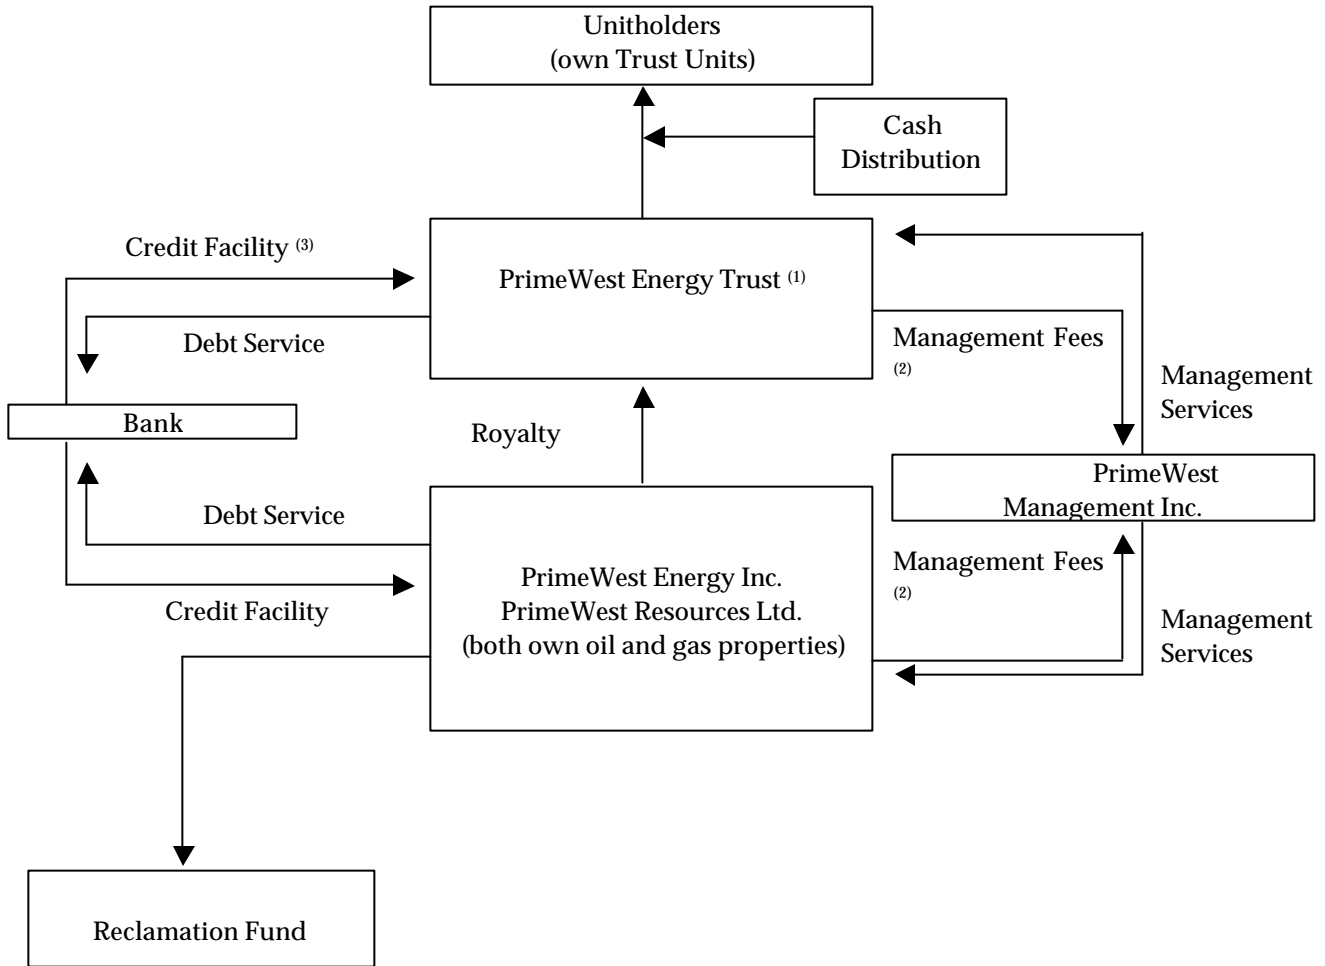 Unitholders
(own Trust Units)
Cash
Distribution
Credit Facility (3)
PrimeWest Energy Trust (1)
Debt Service
Management Fees
(2)
Management
Services
Bank
Royalty
PrimeWest
Management Inc.
Debt Service
Management Fees
(2)
PrimeWest Energy Inc.
PrimeWest Resources Ltd.
(both own oil and gas properties)
Credit Facility
Management
Services
Reclamation Fund